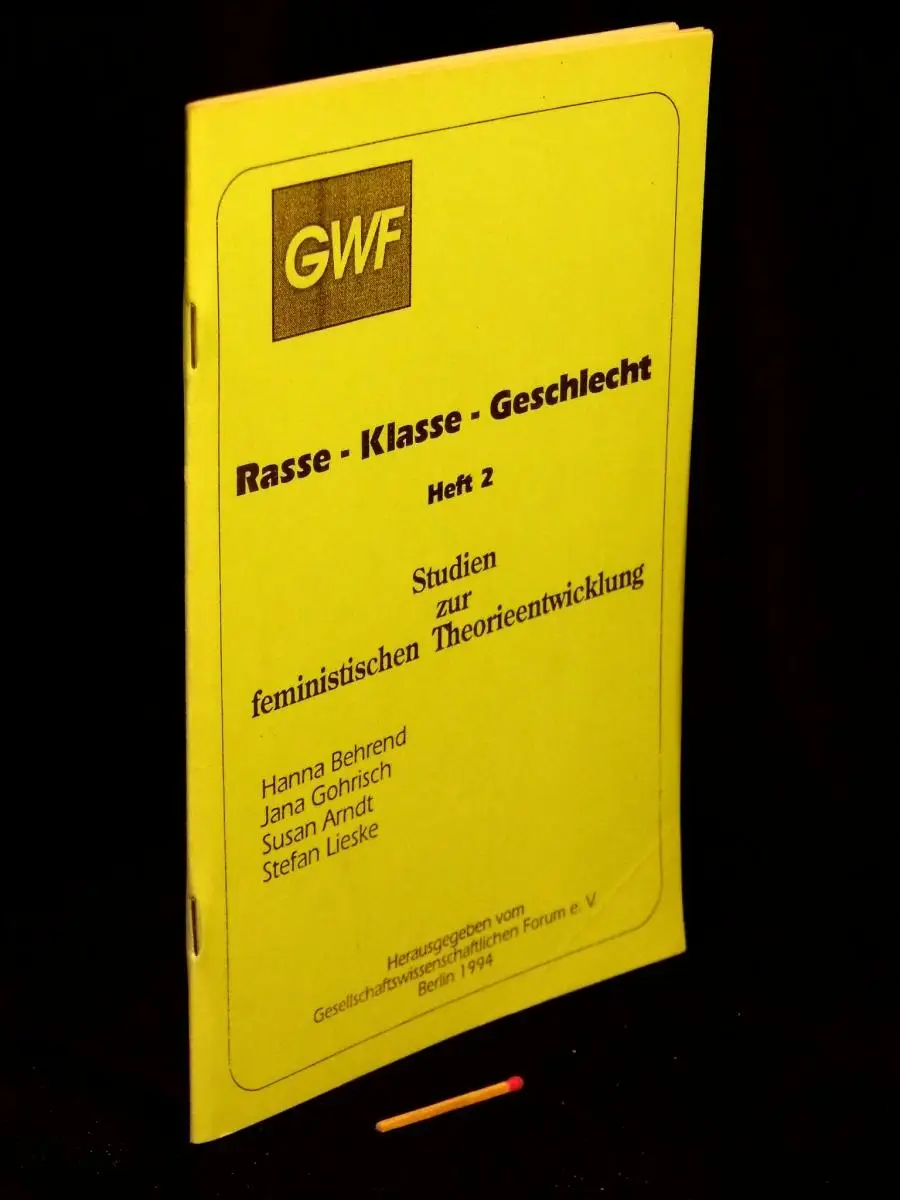 GWF
Rasse - Klasse - Geschlecht
Heft 2
Studien
zur
feministischen Theorieentwicklung
Hanna Behrend
Jana Gohrisch
Susan Arndt
Stefan Lieske
Herausgegeben vom
Gesellschaftswissenschaftlichen Forum e. V.
Berlin 1994